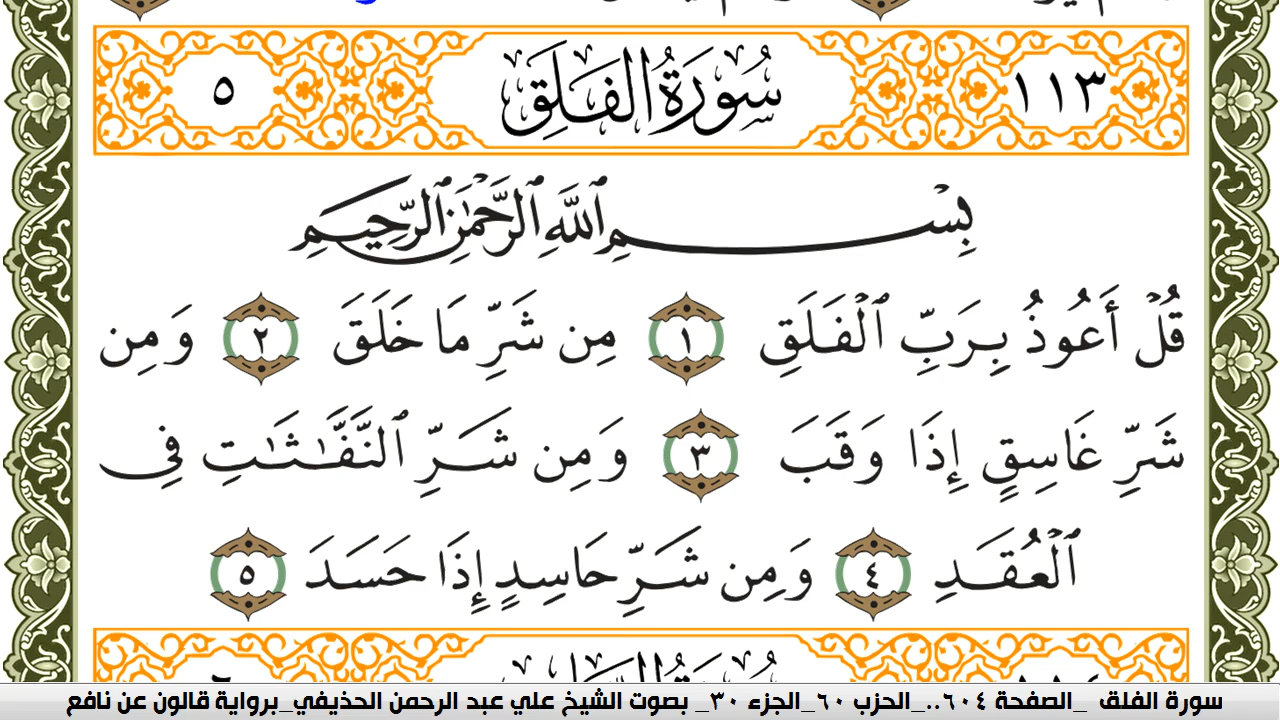 ١١٣ سُورَةُ الفَلَقِ ٥
بِسْمِ ٱللَّهِ ٱلرَّحْمَٰنِ ٱلرَّحِيمِ
قُلْ أَعُوذُ بِرَبِّ ٱلْفَلَقِ ١ مِن شَرِّ مَا خَلَقَ ٢ وَمِن
شَرِّ غَاسِقٍ إِذَا وَقَبَ ٣ وَمِن شَرِّ ٱلنَّفَّٰثَٰتِ فِى
ٱلْعُقَدِ ٤ وَمِن شَرِّ حَاسِدٍ إِذَا حَسَدَ ٥
سورة الفلق _الصفحة ٦٠٤.._الحزب ٦٠_الجزء ٣٠_ بصوت الشيخ علي عبد الرحمن الحذيفي_برواية قالون عن نافع